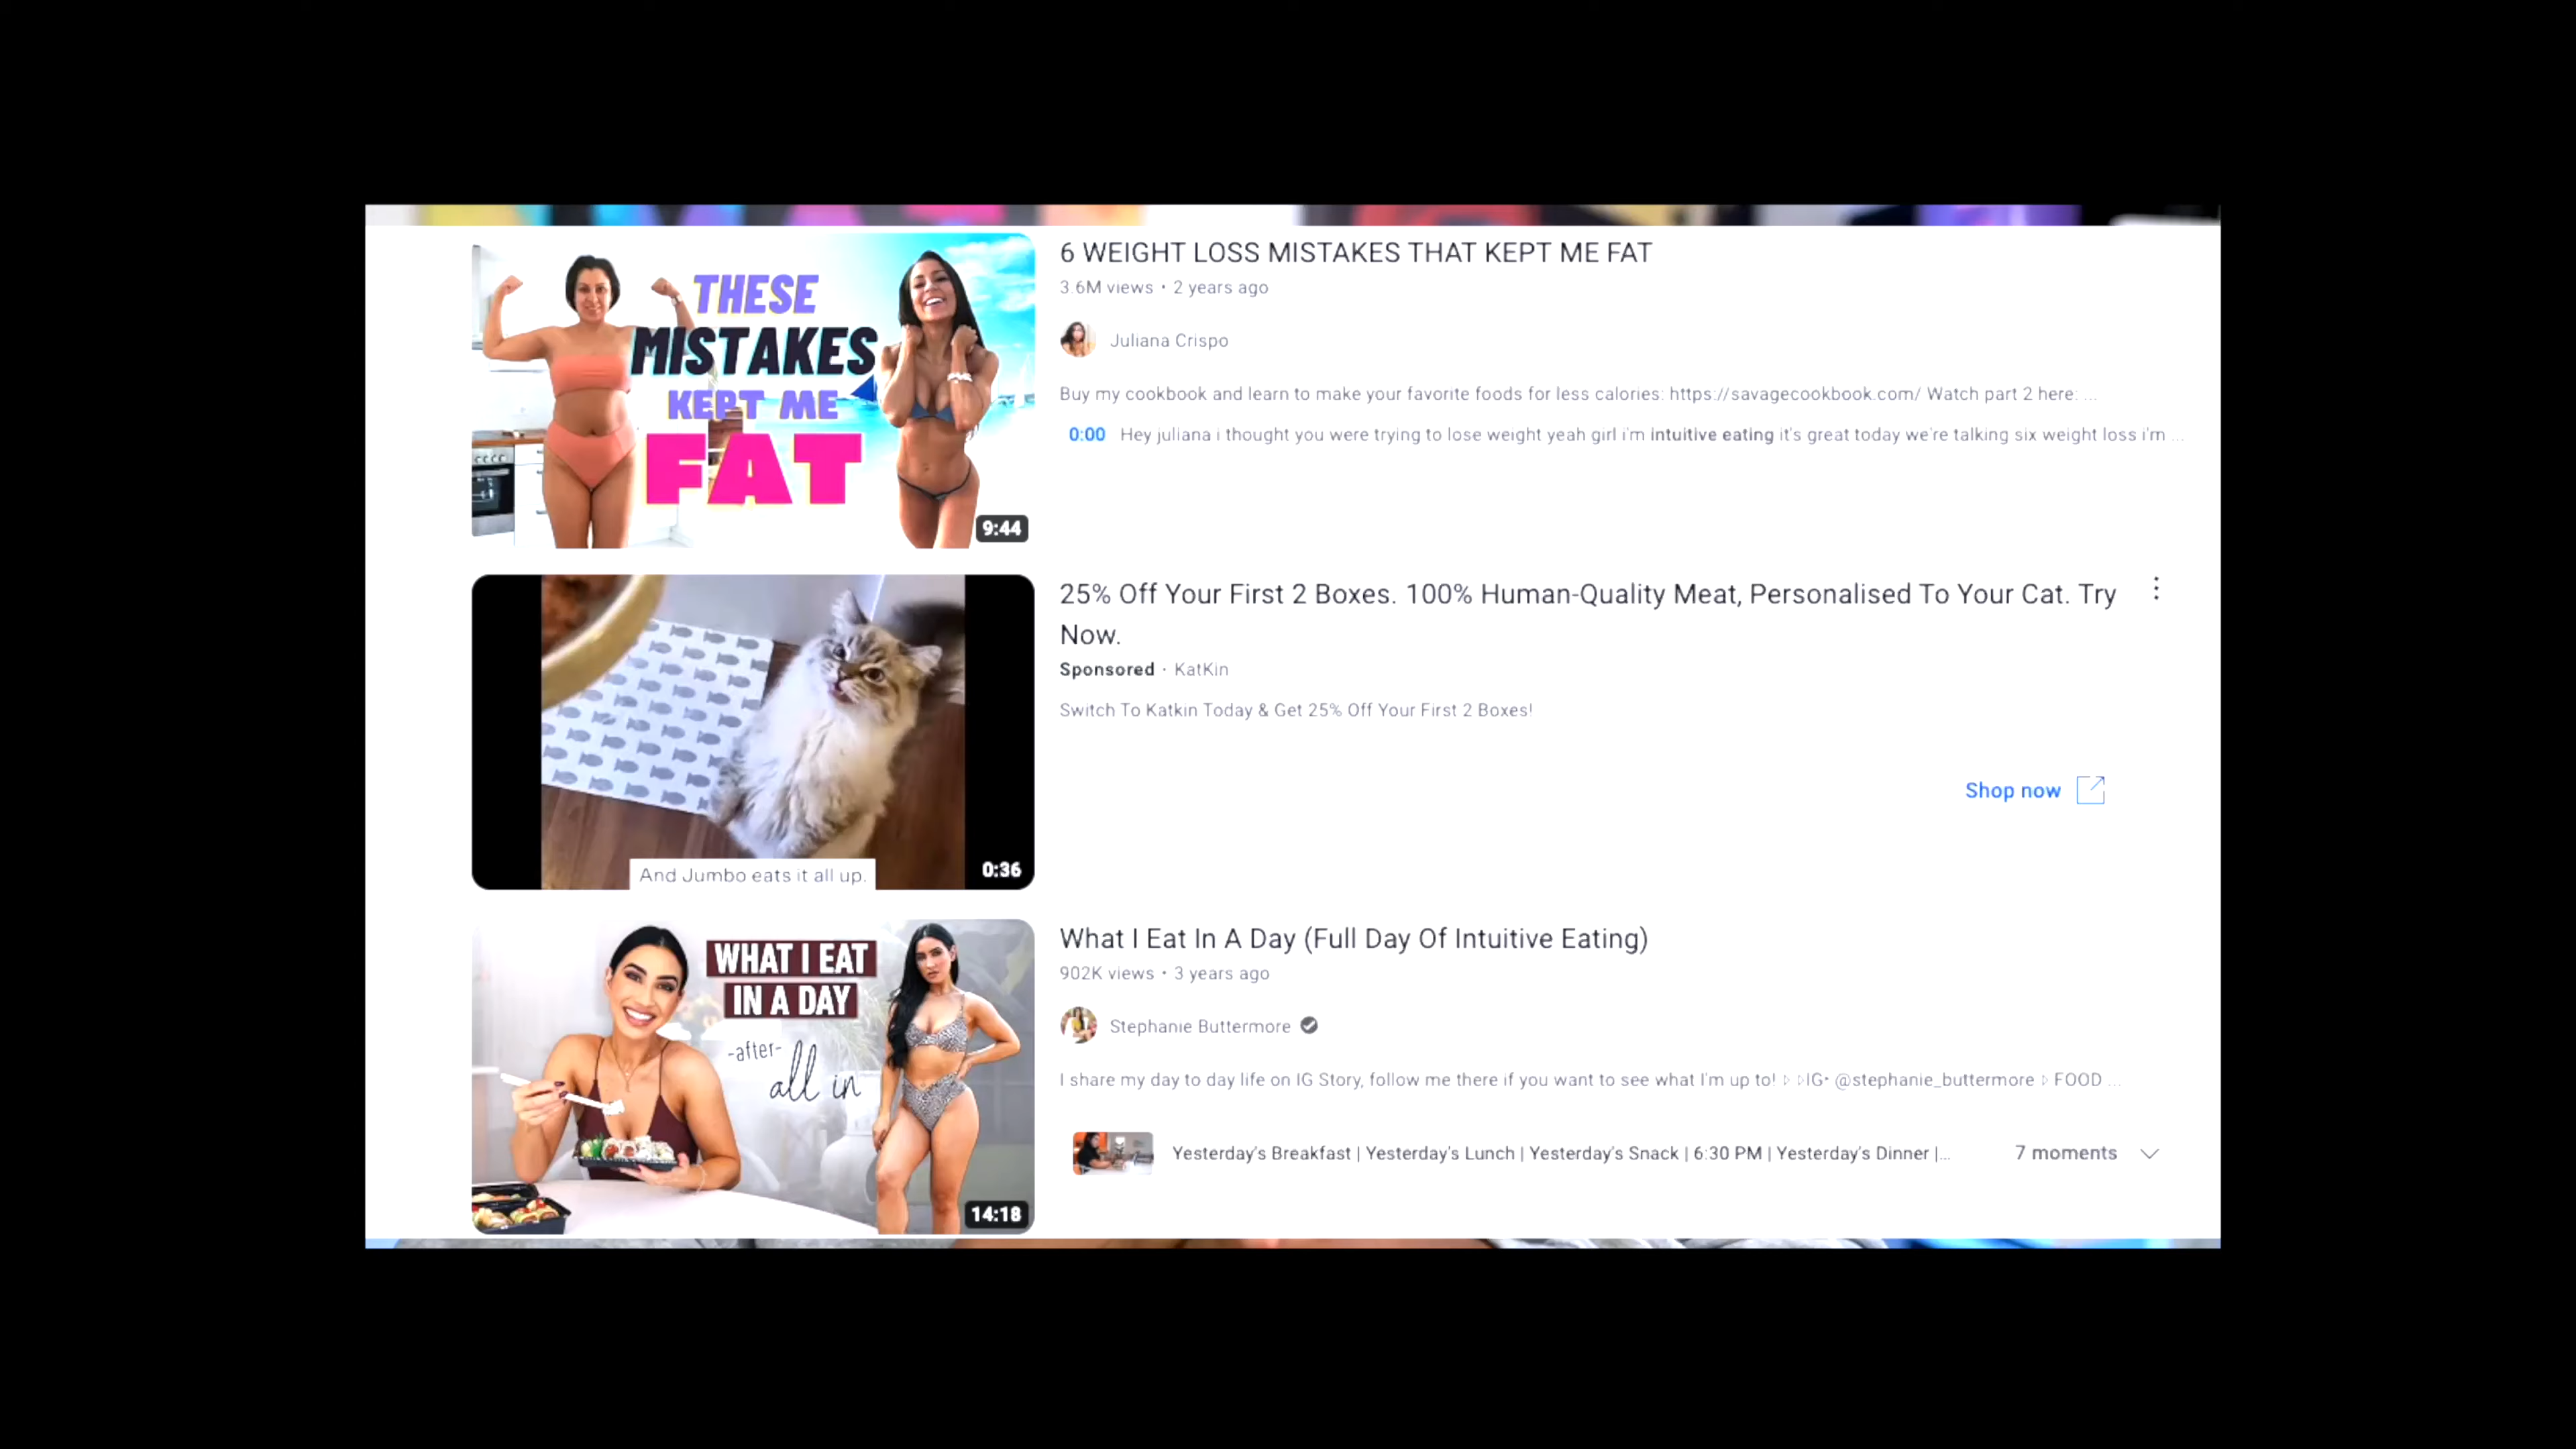 THESE
MISTAKES
KEPT ME
FAT
9:44
6 WEIGHT LOSS MISTAKES THAT KEPT ME FAT
3.6M views • 2 years ago
Juliana Crispo
Buy my cookbook and learn to make your favorite foods for less calories: https://savagecookbook.com/ Watch part 2 here: ...
0:00 Hey juliana i thought you were trying to lose weight yeah girl i'm intuitive eating it's great today we're talking six weight loss i'm ...
And Jumbo eats it all up.
0:36
25% Off Your First 2 Boxes. 100% Human-Quality Meat, Personalised To Your Cat. Try
Now.
Sponsored · KatKin
Switch To Katkin Today & Get 25% Off Your First 2 Boxes!
Shop now
WHAT I EAT
IN A DAY
-after-
all in
14:18
What I Eat In A Day (Full Day Of Intuitive Eating)
902K views • 3 years ago
Stephanie Buttermore
I share my day to day life on IG Story, follow me there if you want to see what I'm up to! ▹ ▹IG• @stephanie_buttermore ▹ FOOD ...
Yesterday's Breakfast | Yesterday's Lunch | Yesterday's Snack | 6:30 PM | Yesterday's Dinner |...
7 moments